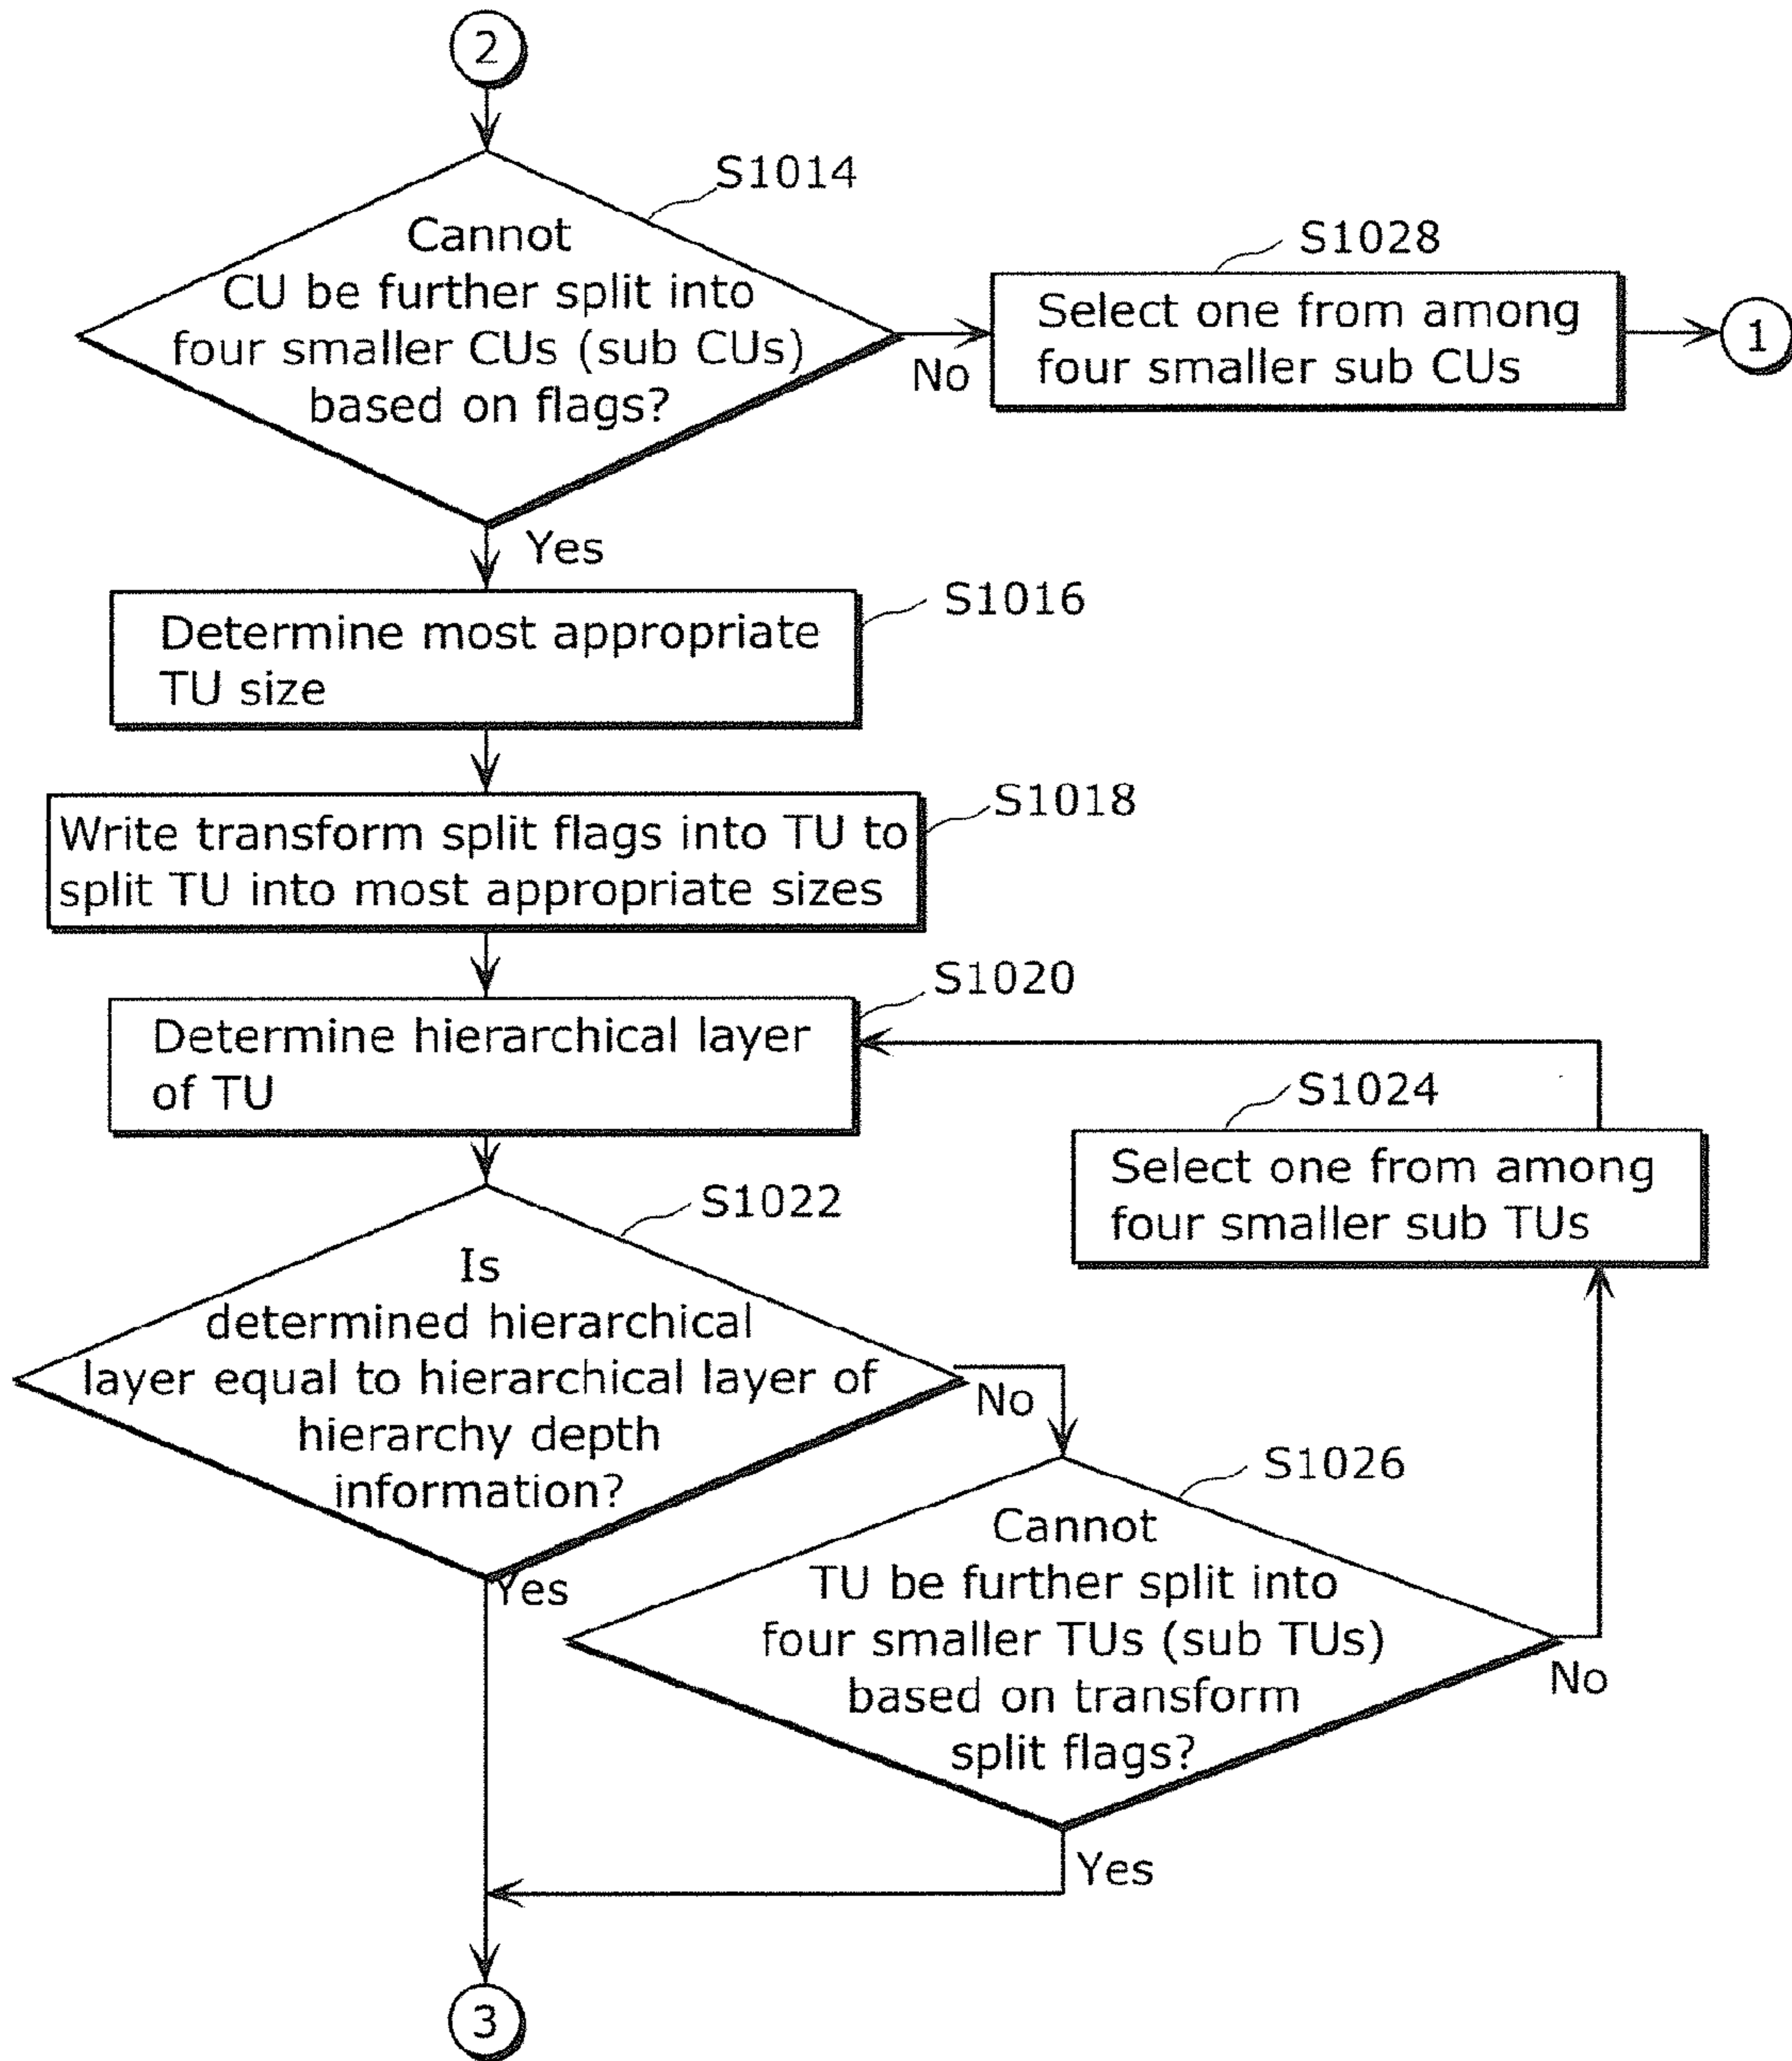 2
S1014
Cannot
CU be further split into
four smaller CUs (sub CUs)
based on flags?
No
S1028
Select one from among
four smaller sub CUs
1
Yes
S1016
Determine most appropriate
TU size
S1018
Write transform split flags into TU to
split TU into most appropriate sizes
S1020
Determine hierarchical layer
of TU
S1024
Select one from among
four smaller sub TUs
S1022
Is
determined hierarchical
layer equal to hierarchical layer of
hierarchy depth
information?
No
Yes
S1026
Cannot
TU be further split into
four smaller TUs (sub TUs)
based on transform
split flags?
No
Yes
3